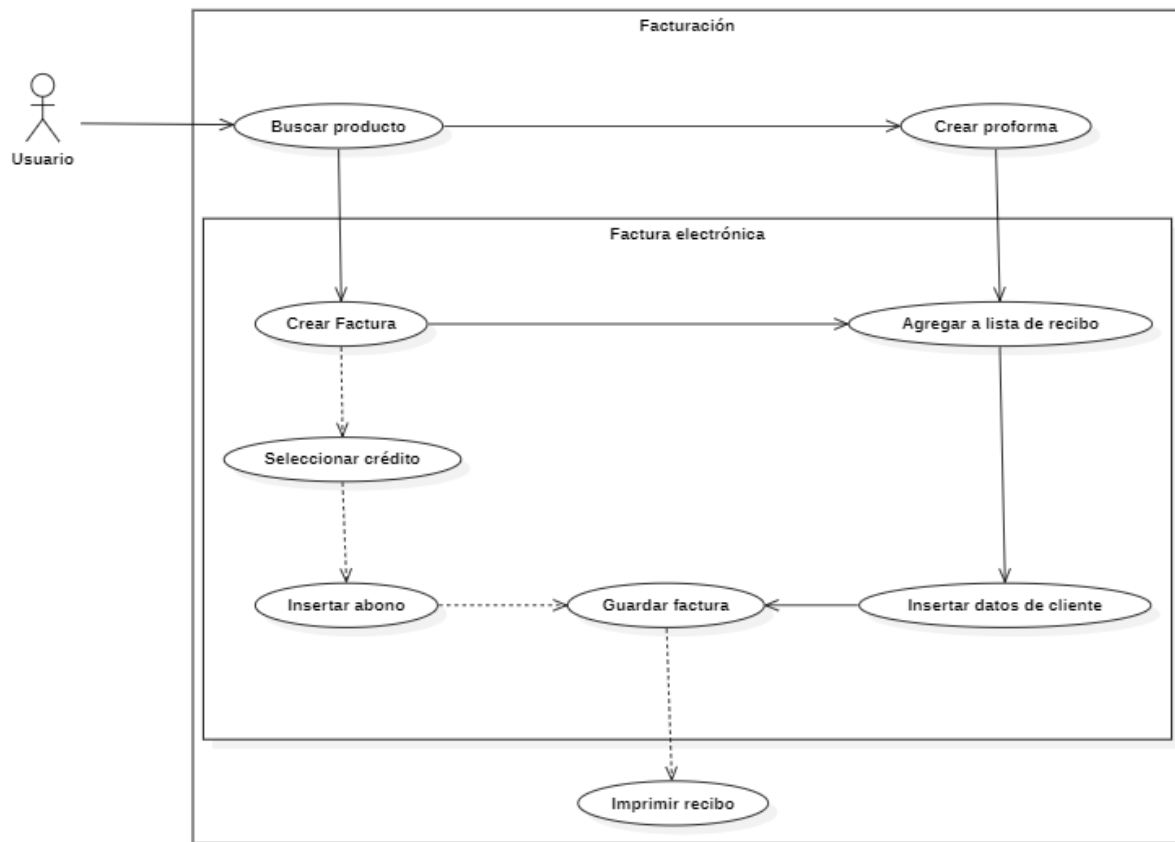 Facturación
Usuario
Buscar producto
Crear proforma
Factura electrónica
Crear Factura
Agregar a lista de recibo
Seleccionar crédito
Insertar abono
Guardar factura
Insertar datos de cliente
Imprimir recibo